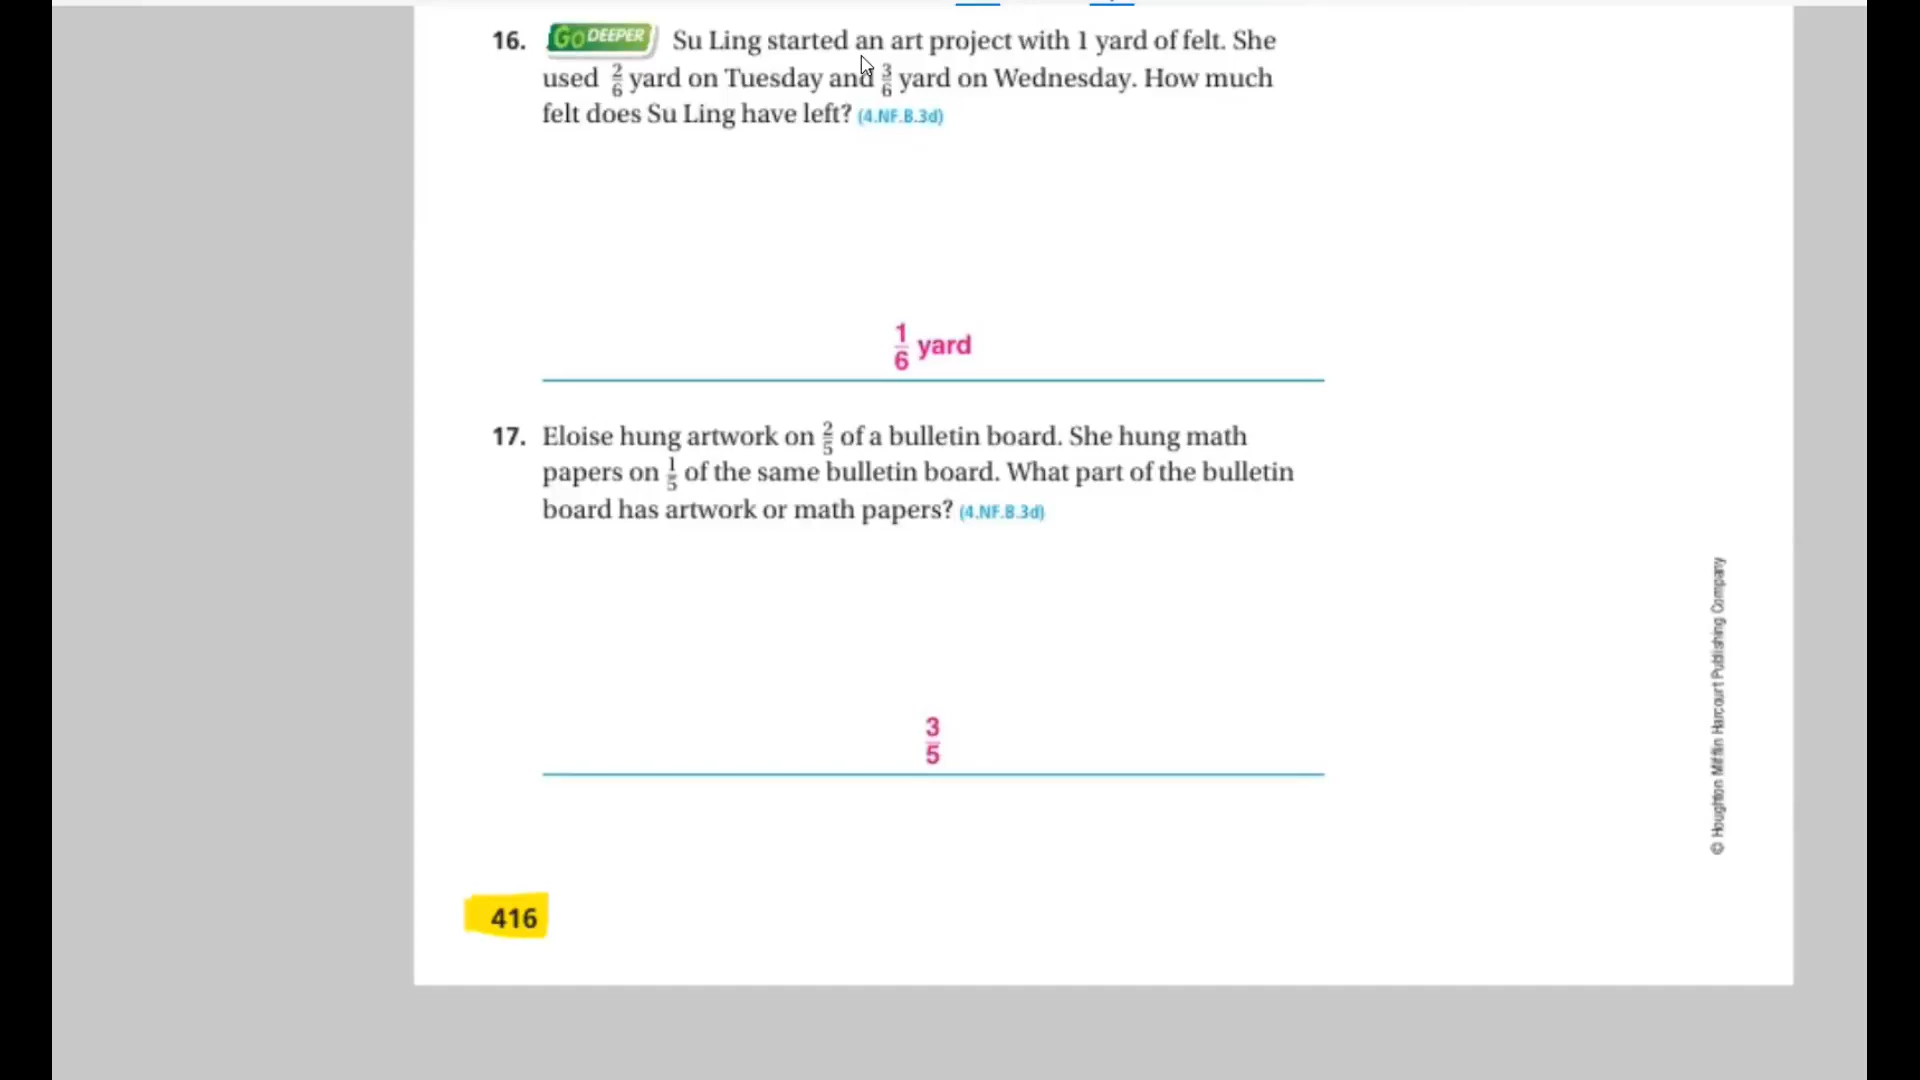 16. GO DEEPER Su Ling started an art project with 1 yard of felt. She
used 2/6 yard on Tuesday and 3/6 yard on Wednesday. How much
felt does Su Ling have left? (4.NF.B.3d)
1/6 yard
17. Eloise hung artwork on 2/5 of a bulletin board. She hung math
papers on 1/5 of the same bulletin board. What part of the bulletin
board has artwork or math papers? (4.NF.B.3d)
3/5
416
© Houghton Mifflin Harcourt Publishing Company